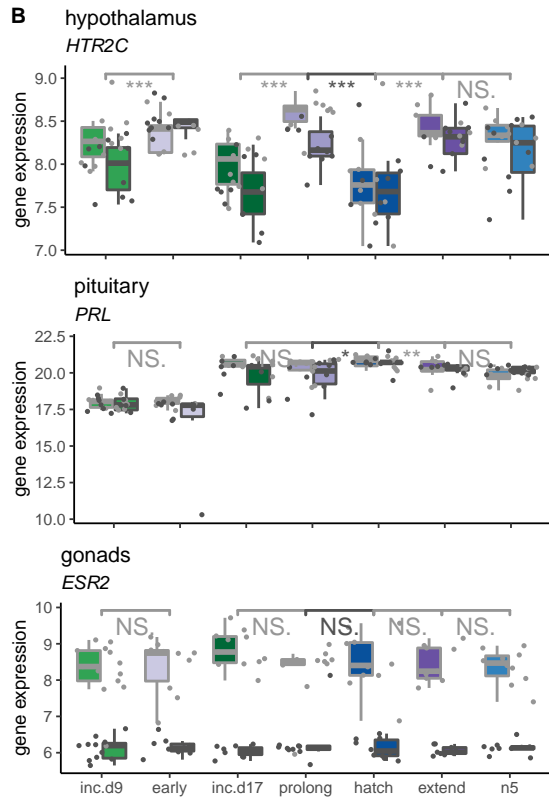 B
hypothalamus
HTR2C
gene expression
9.0
8.5
8.0
7.5
7.0
*** *** *** *** NS.
pituitary
PRL
gene expression
22.5
20.0
17.5
15.0
12.5
10.0
NS. NS. * ** NS.
gonads
ESR2
gene expression
10
9
8
7
6
NS. NS. NS. NS. NS.
inc.d9 early inc.d17 prolong hatch extend n5